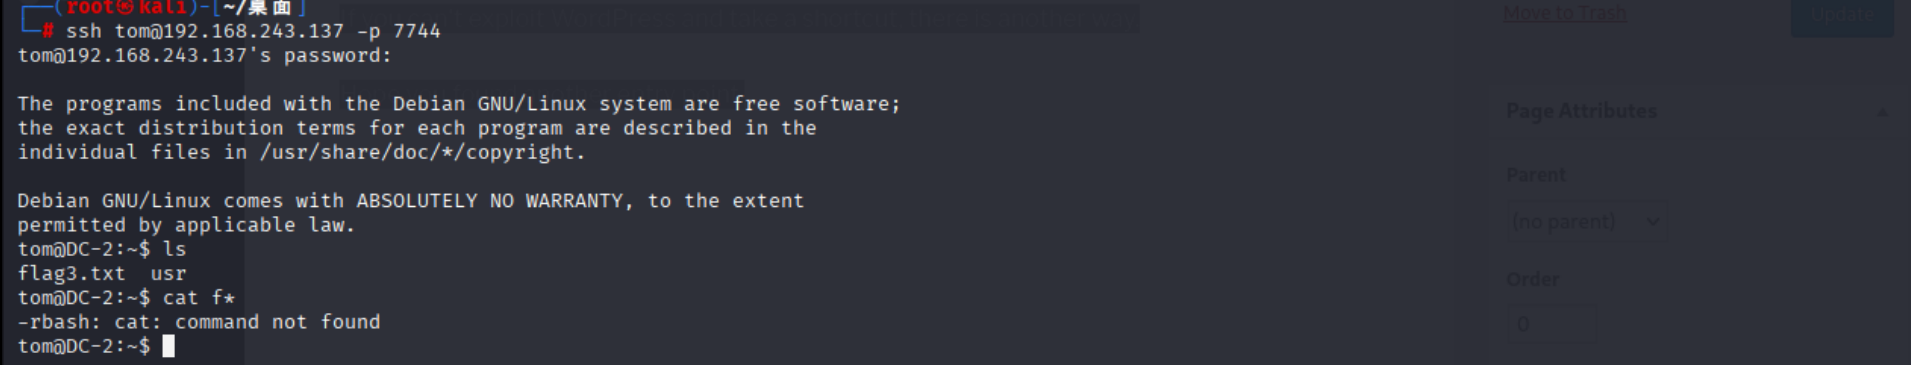 ┌──(root㉿kali)-[~/桌面]
└─# ssh tom@192.168.243.137 -p 7744
tom@192.168.243.137's password:
The programs included with the Debian GNU/Linux system are free software;
the exact distribution terms for each program are described in the
individual files in /usr/share/doc/*/copyright.
Debian GNU/Linux comes with ABSOLUTELY NO WARRANTY, to the extent
permitted by applicable law.
tom@DC-2:~$ ls
flag3.txt  usr
tom@DC-2:~$ cat f*
-rbash: cat: command not found
tom@DC-2:~$
Move to Trash
Update
Page Attributes
Parent
(no parent)
Order
0